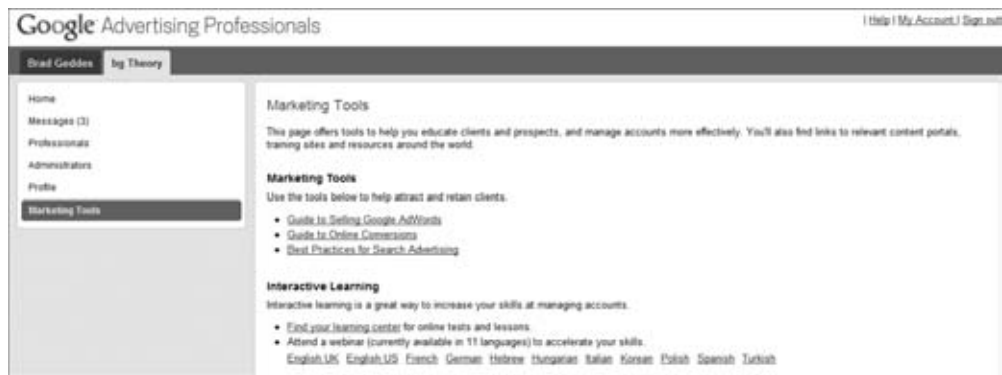 Google Advertising Professionals
| Help | My Account | Sign out
Brad Geddes bg Theory
Home
Messages (3)
Professionals
Administrators
Profile
Marketing Tools
Marketing Tools
This page offers tools to help you educate clients and prospects, and manage accounts more effectively. You'll also find links to relevant content portals,
training sites and resources around the world.
Marketing Tools
Use the tools below to help attract and retain clients.
• Guide to Selling Google AdWords
• Guide to Online Conversions
• Best Practices for Search Advertising
Interactive Learning
Interactive learning is a great way to increase your skills at managing accounts.
• Find your learning center for online tests and lessons.
• Attend a webinar (currently available in 11 languages) to accelerate your skills.
English UK English US French German Hebrew Hungarian Italian Korean Polish Spanish Turkish